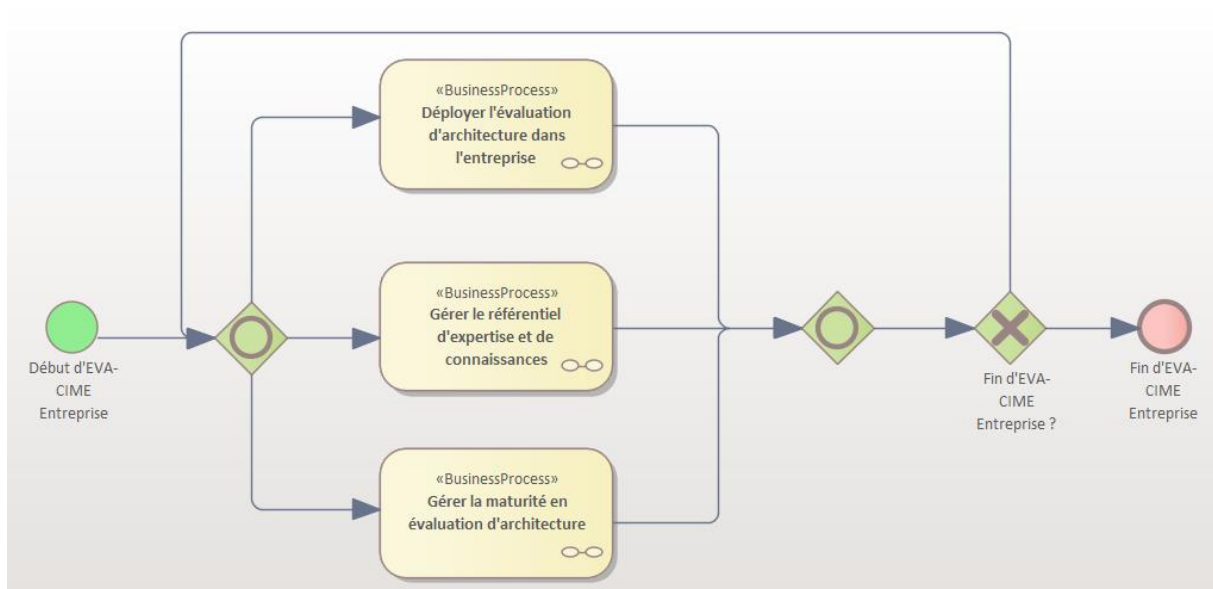 «BusinessProcess»
Déployer l'évaluation
d'architecture dans
l'entreprise
«BusinessProcess»
Gérer le référentiel
d'expertise et de
connaissances
«BusinessProcess»
Gérer la maturité en
évaluation d'architecture
Début d'EVA-
CIME
Entreprise
Fin d'EVA-
CIME
Entreprise ?
Fin d'EVA-
CIME
Entreprise